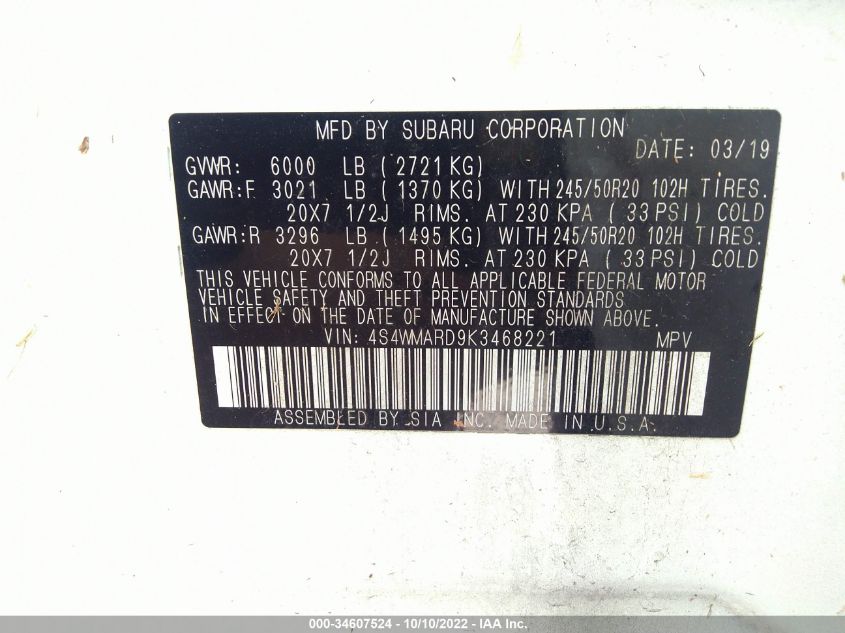 MFD BY SUBARU CORPORATION
DATE: 03/19
GVWR: 6000 LB ( 2721 KG)
GAWR:F 3021 LB ( 1370 KG) WITH 245/50R20 102H TIRES.
20X7 1/2J RIMS. AT 230 KPA ( 33 PSI) COLD
GAWR:R 3296 LB ( 1495 KG) WITH 245/50R20 102H TIRES.
20X7 1/2J RIMS. AT 230 KPA ( 33 PSI) COLD
THIS VEHICLE CONFORMS TO ALL APPLICABLE FEDERAL MOTOR
VEHICLE SAFETY AND THEFT PREVENTION STANDARDS
IN EFFECT ON THE DATE OF MANUFACTURE SHOWN ABOVE.
VIN: 4S4WMARD9K3468221 MPV
ASSEMBLED BY SIA INC. MADE IN U.S.A.
000-34607524 - 10/10/2022 - IAA Inc.